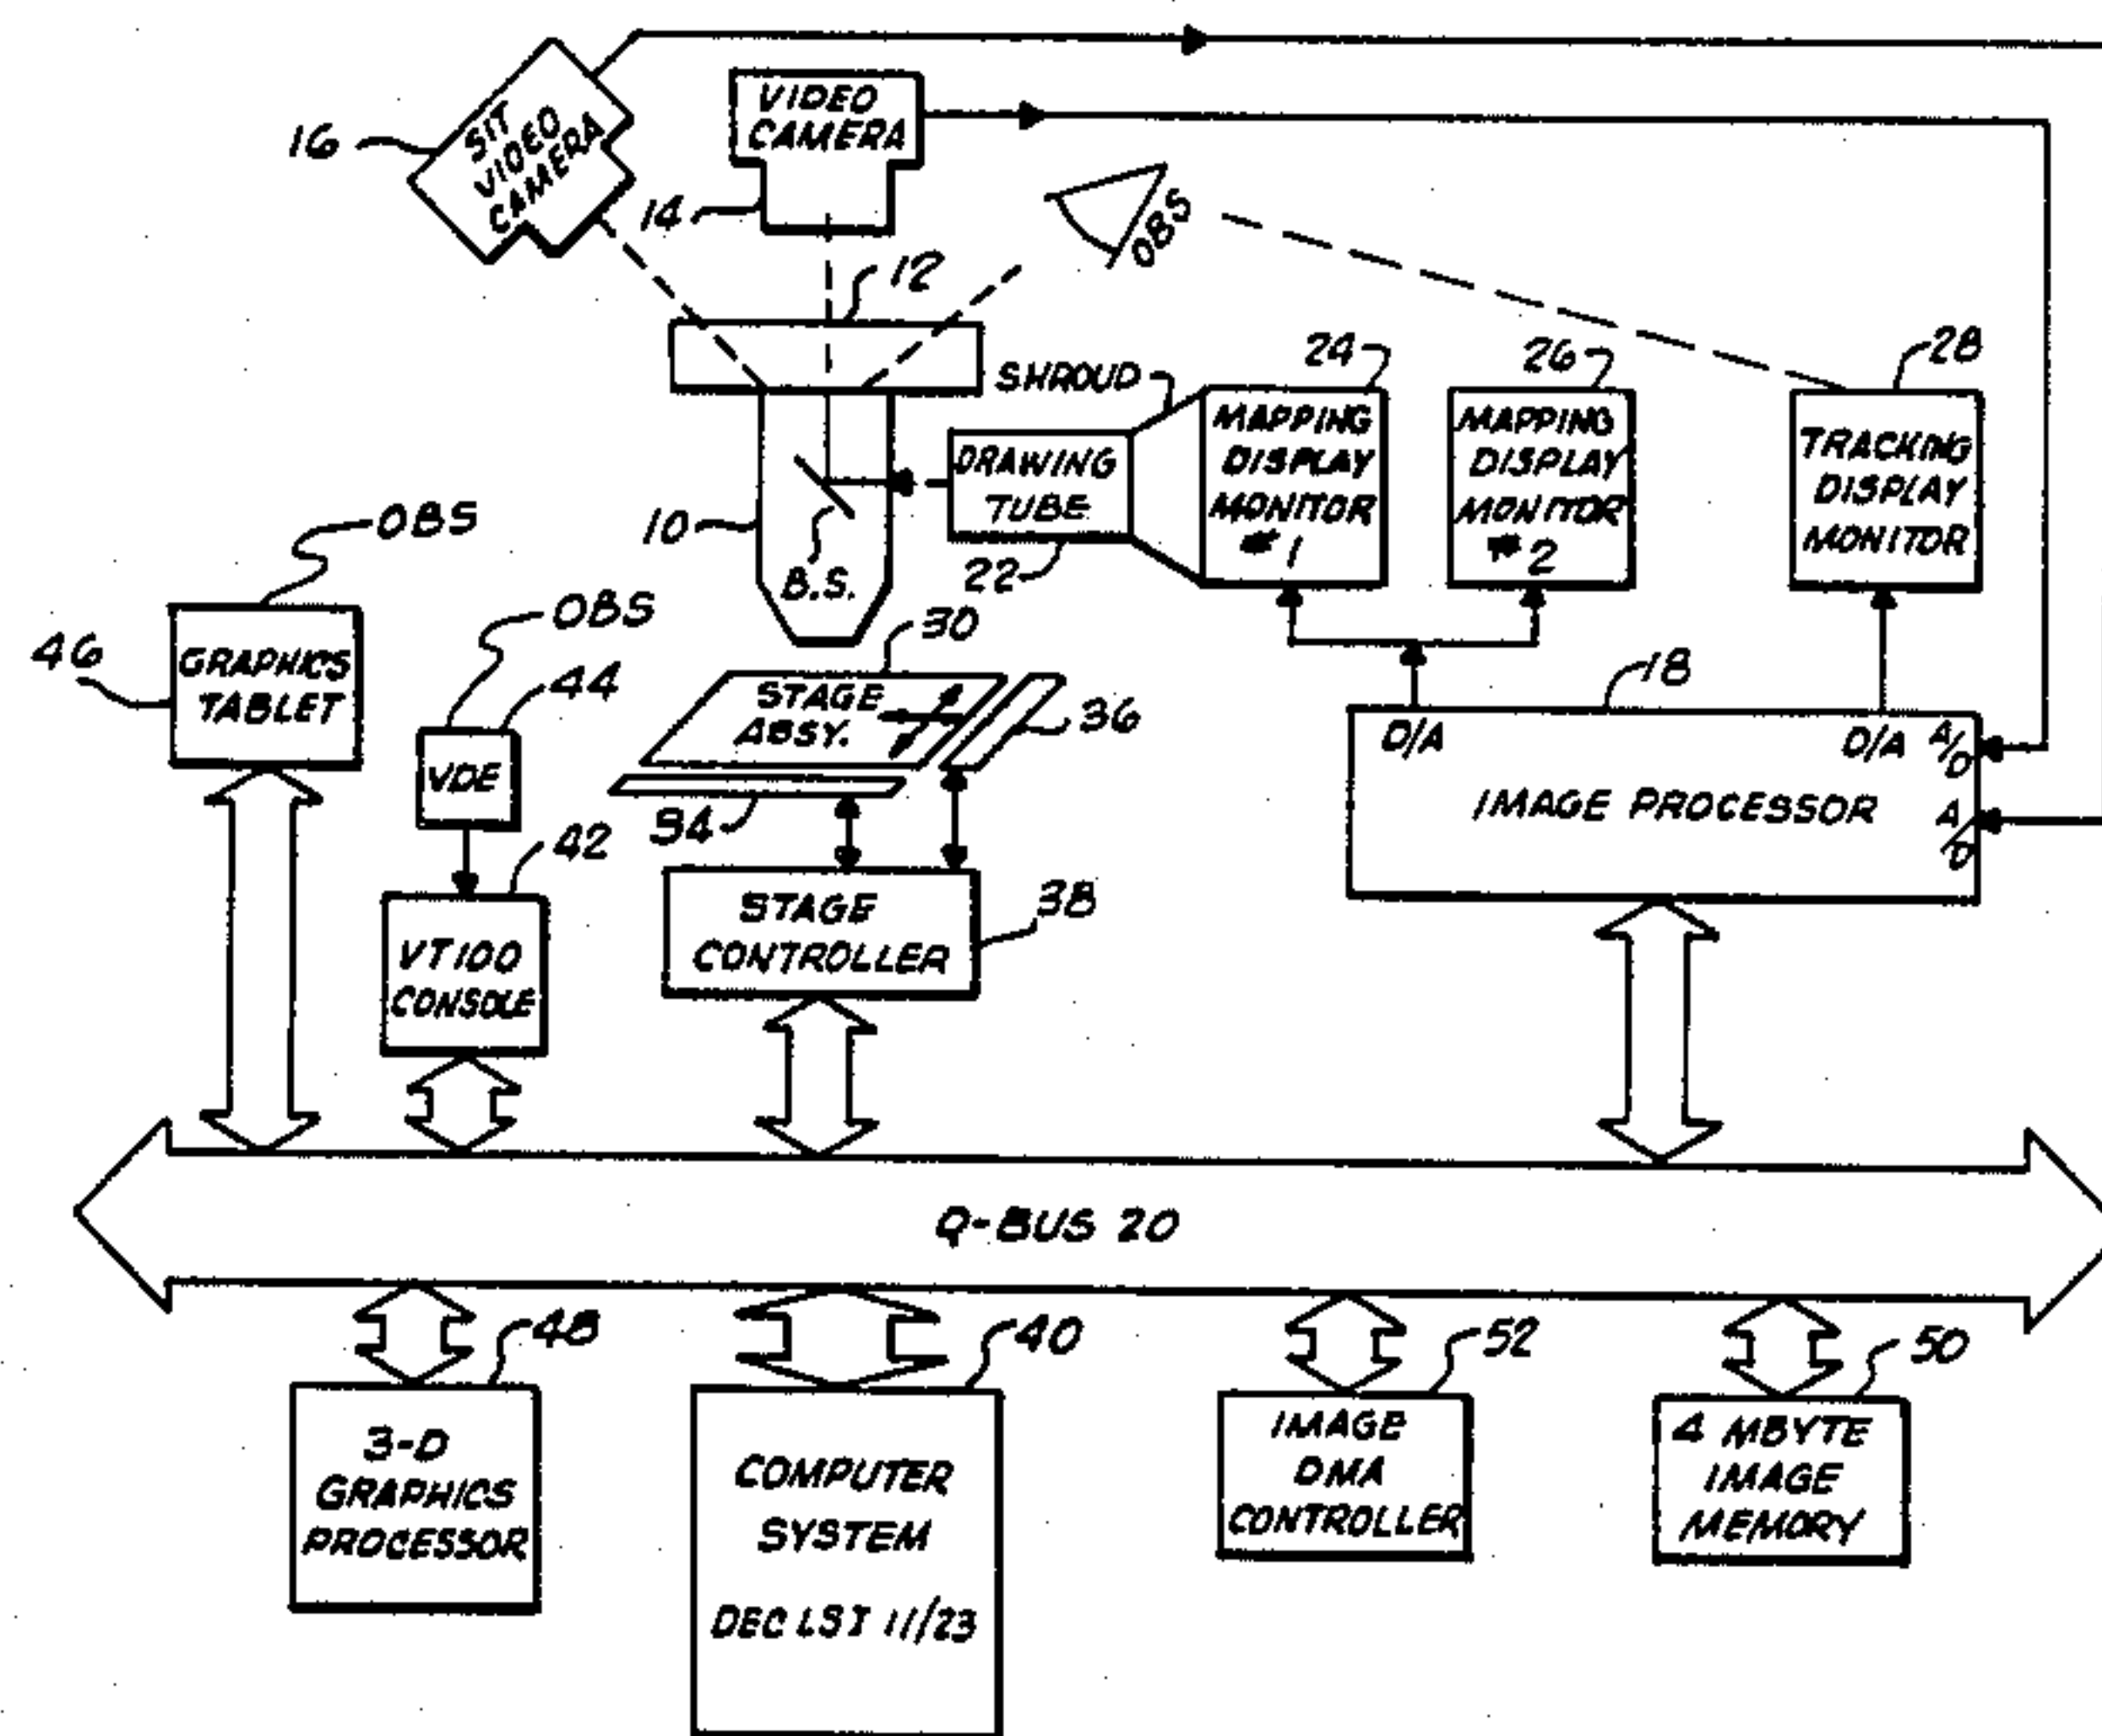 16
SIT
VIDEO
CAMERA
VIDEO
CAMERA
14
OBS
12
SHROUD
24
26
28
MAPPING
DISPLAY
MONITOR
#1
MAPPING
DISPLAY
MONITOR
#2
TRACKING
DISPLAY
MONITOR
DRAWING
TUBE
22
10
B.S.
OBS
46
GRAPHICS
TABLET
OBS
44
VDE
42
VT100
CONSOLE
30
STAGE
ASSY.
36
34
STAGE
CONTROLLER
38
18
D/A
D/A
A/D
IMAGE PROCESSOR
A/D
Q-BUS 20
48
3-D
GRAPHICS
PROCESSOR
40
COMPUTER
SYSTEM
DEC LSI 11/23
52
IMAGE
DMA
CONTROLLER
50
4 MBYTE
IMAGE
MEMORY